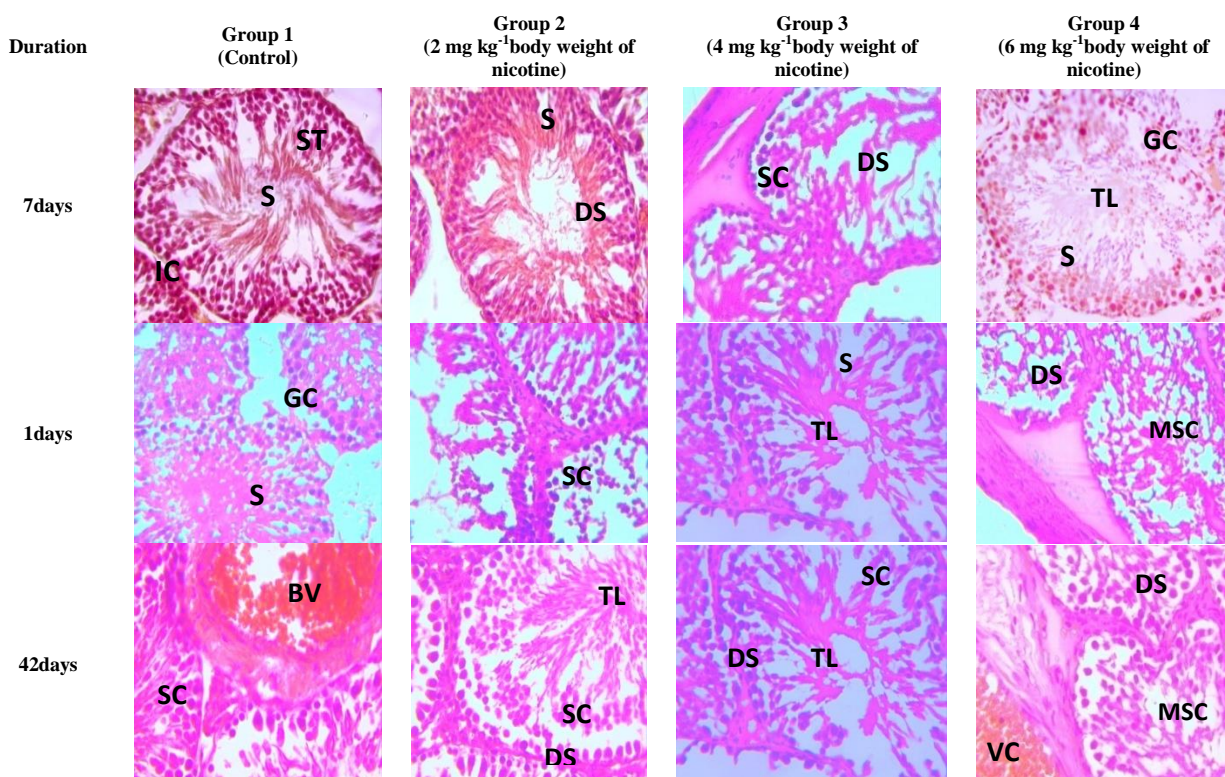 Duration
Group 1
(Control)
Group 2
(2 mg kg⁻¹body weight of
nicotine)
Group 3
(4 mg kg⁻¹body weight of
nicotine)
Group 4
(6 mg kg⁻¹body weight of
nicotine)
7days
ST
S
IC
S
DS
SC
DS
GC
TL
S
1days
GC
S
SC
S
TL
DS
MSC
42days
BV
SC
TL
SC
DS
SC
DS
TL
DS
MSC
VC